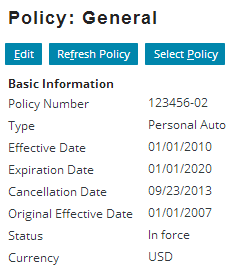 Policy: General
Edit Refresh Policy Select Policy
Basic Information
Policy Number 123456-02
Type Personal Auto
Effective Date 01/01/2010
Expiration Date 01/01/2020
Cancellation Date 09/23/2013
Original Effective Date 01/01/2007
Status In force
Currency USD